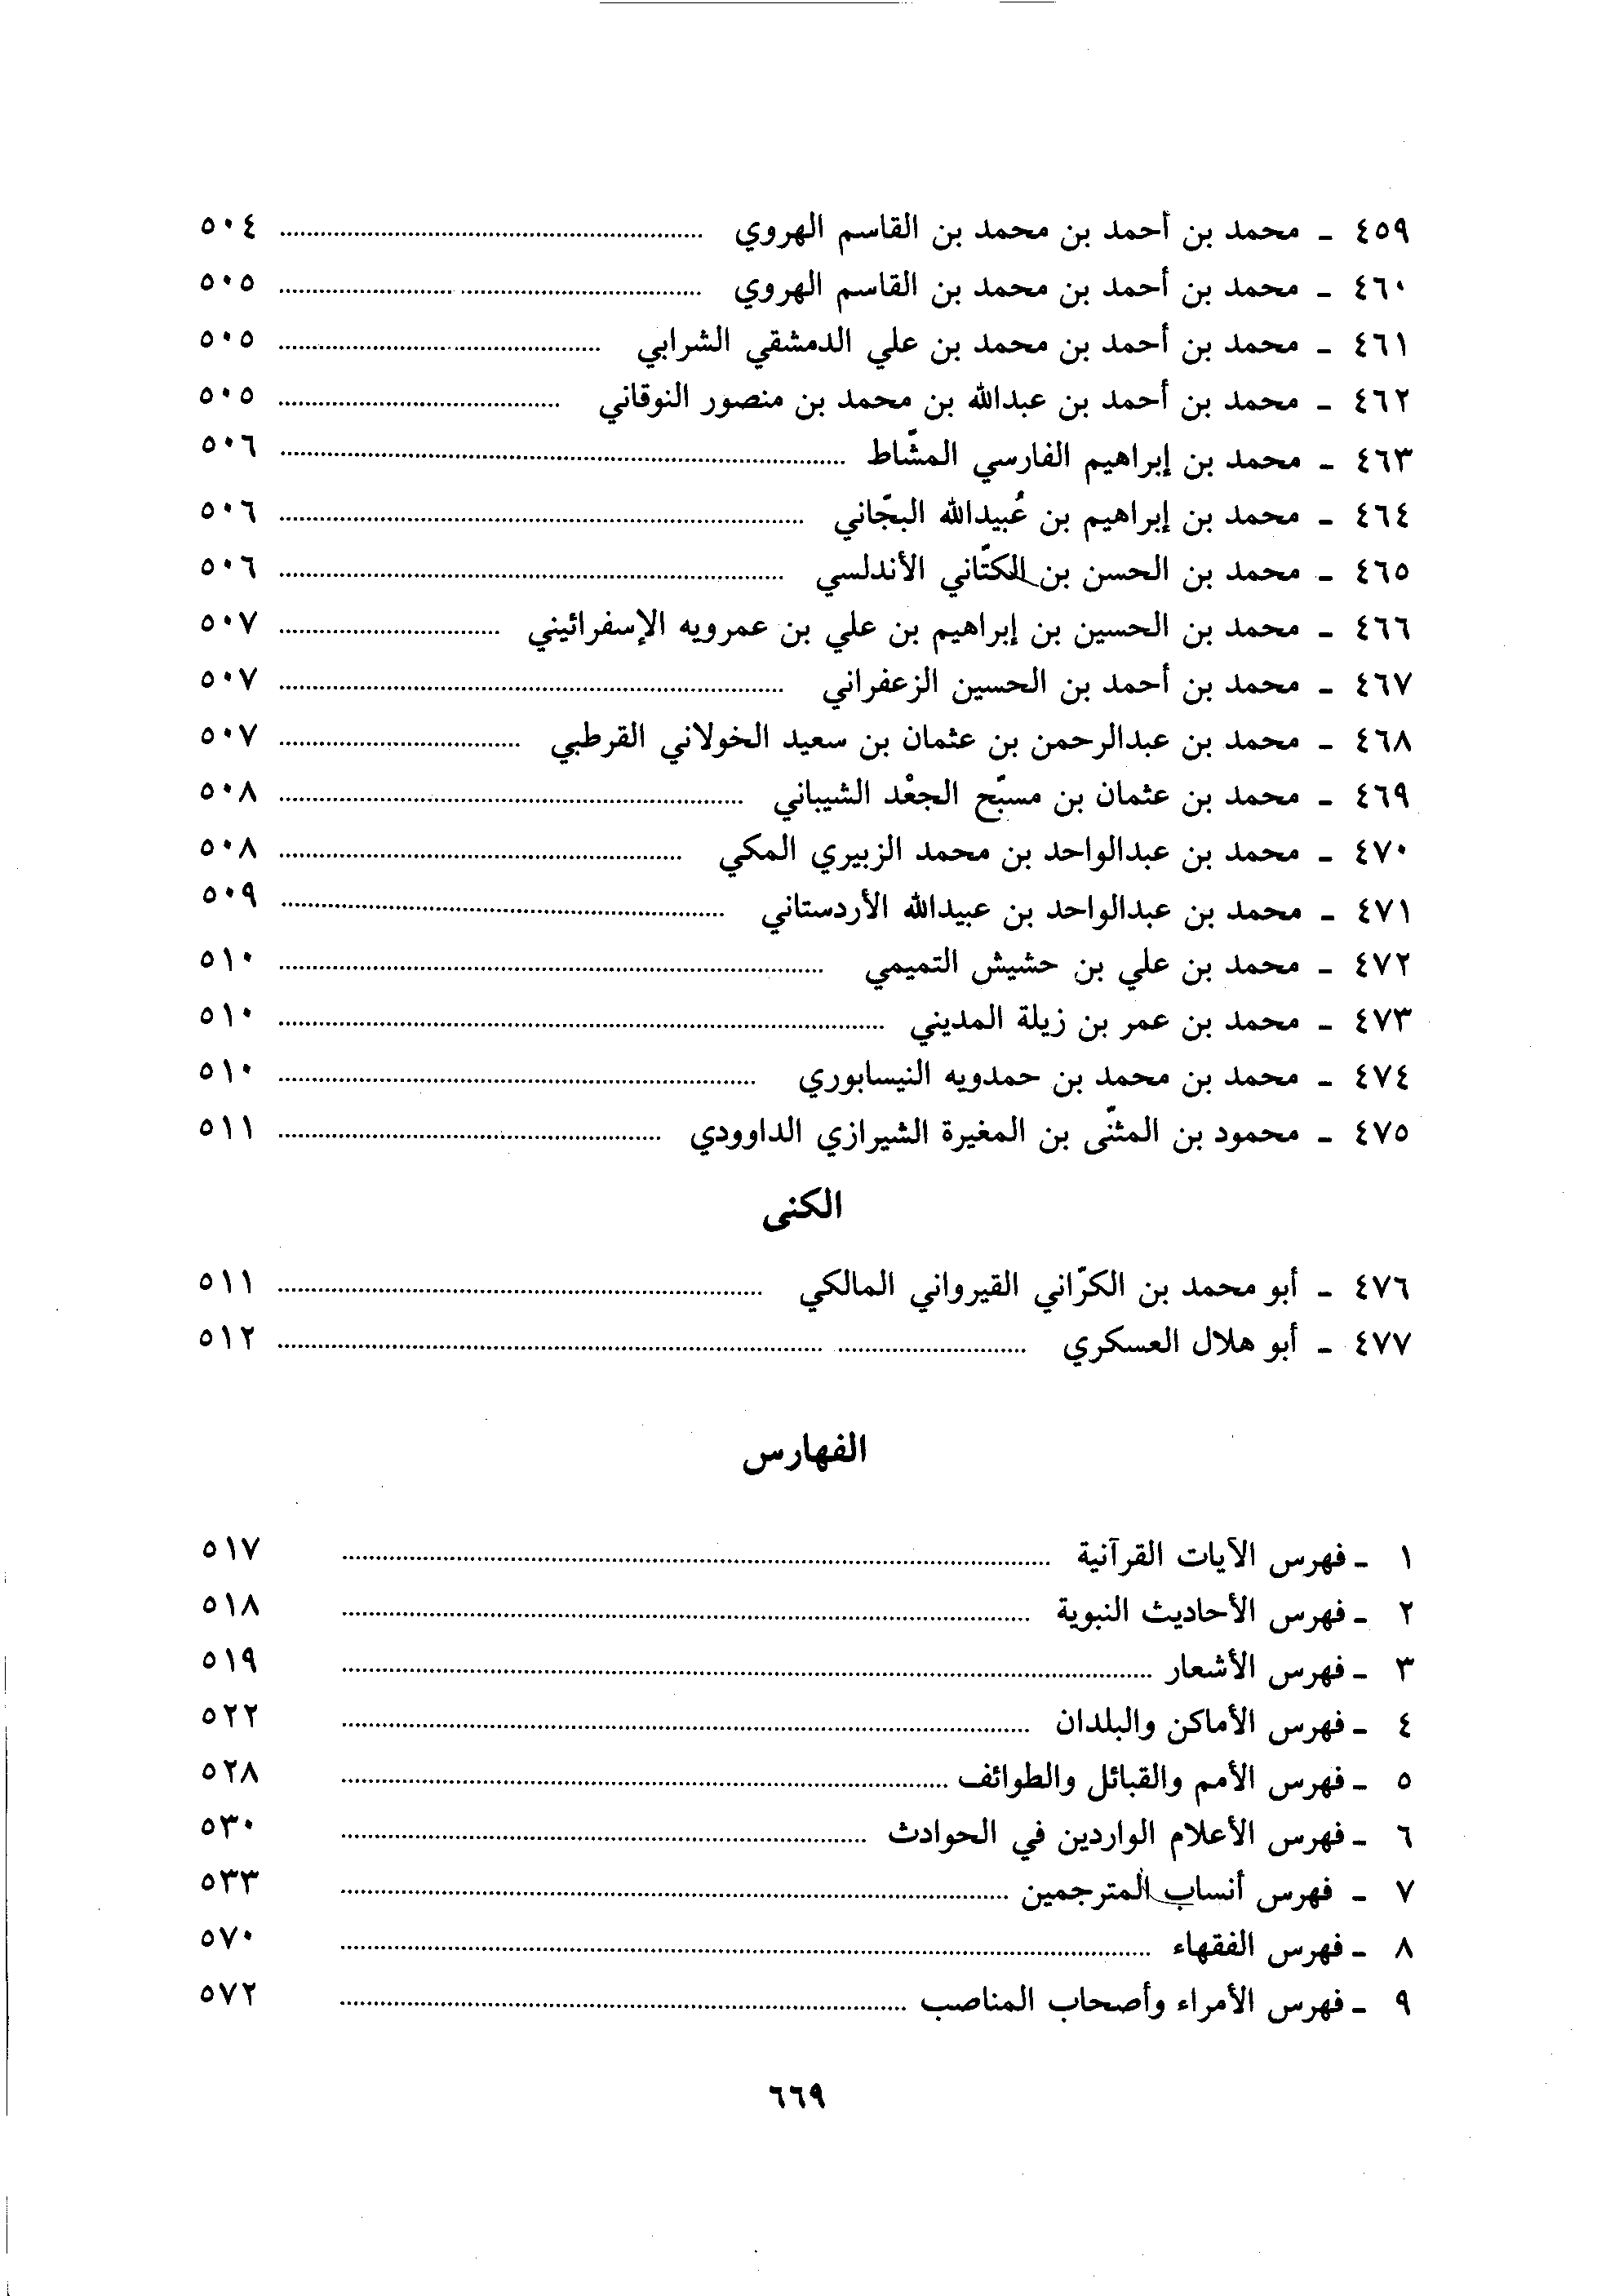 ٤٥٩ - محمد بن أحمد بن محمد بن القاسم الهروي ٥٠٤
٤٦٠ - محمد بن أحمد بن محمد بن القاسم الهروي ٥٠٥
٤٦١ - محمد بن أحمد بن محمد بن علي الدمشقي الشرابي ٥٠٥
٤٦٢ - محمد بن أحمد بن عبدالله بن محمد بن منصور النوقاني ٥٠٥
٤٦٣ - محمد بن إبراهيم الفارسي المشّاط ٥٠٦
٤٦٤ - محمد بن إبراهيم بن عُبيدالله البجّاني ٥٠٦
٤٦٥ - محمد بن الحسن بن الكتّاني الأندلسي ٥٠٦
٤٦٦ - محمد بن الحسين بن إبراهيم بن علي بن عمرويه الإسفرائيني ٥٠٧
٤٦٧ - محمد بن أحمد بن الحسين الزعفراني ٥٠٧
٤٦٨ - محمد بن عبدالرحمن بن عثمان بن سعيد الخولاني القرطبي ٥٠٧
٤٦٩ - محمد بن عثمان بن مسبّح الجعْد الشيباني ٥٠٨
٤٧٠ - محمد بن عبدالواحد بن محمد الزبيري المكي ٥٠٨
٤٧١ - محمد بن عبدالواحد بن عبيدالله الأردستاني ٥٠٩
٤٧٢ - محمد بن علي بن حشيش التميمي ٥١٠
٤٧٣ - محمد بن عمر بن زيلة المديني ٥١٠
٤٧٤ - محمد بن محمد بن حمدويه النيسابوري ٥١٠
٤٧٥ - محمود بن المثنّى بن المغيرة الشيرازي الداوودي ٥١١
الكنى
٤٧٦ - أبو محمد بن الكرّاني القيرواني المالكي ٥١١
٤٧٧ - أبو هلال العسكري ٥١٢
الفهارس
١ - فهرس الآيات القرآنية ٥١٧
٢ - فهرس الأحاديث النبوية ٥١٨
٣ - فهرس الأشعار ٥١٩
٤ - فهرس الأماكن والبلدان ٥٢٢
٥ - فهرس الأمم والقبائل والطوائف ٥٢٨
٦ - فهرس الأعلام الواردين في الحوادث ٥٣٠
٧ - فهرس أنساب المترجمين ٥٣٣
٨ - فهرس الفقهاء ٥٧٠
٩ - فهرس الأمراء وأصحاب المناصب ٥٧٢
٦٦٩